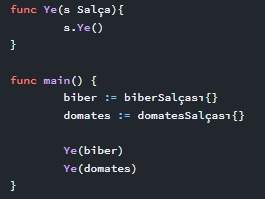 func Ye(s Salça){
s.Ye()
}
func main() {
biber := biberSalçası{}
domates := domatesSalçası{}
Ye(biber)
Ye(domates)
}